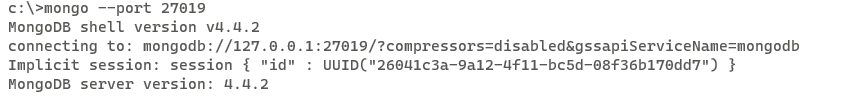 c:\>mongo --port 27019
MongoDB shell version v4.4.2
connecting to: mongodb://127.0.0.1:27019/?compressors=disabled&gssapiServiceName=mongodb
Implicit session: session { "id" : UUID("26041c3a-9a12-4f11-bc5d-08f36b170dd7") }
MongoDB server version: 4.4.2